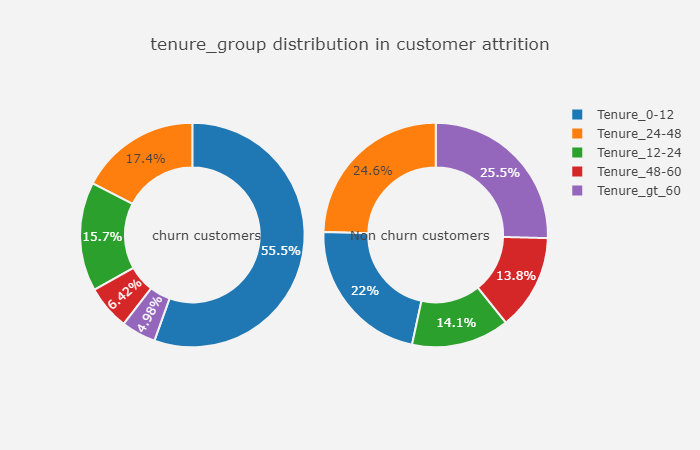 tenure_group distribution in customer attrition
Tenure_0-12
Tenure_24-48
Tenure_12-24
Tenure_48-60
Tenure_gt_60
17.4%
15.7%
churn customers
55.5%
6.42%
4.98%
24.6%
25.5%
Non churn customers
22%
13.8%
14.1%